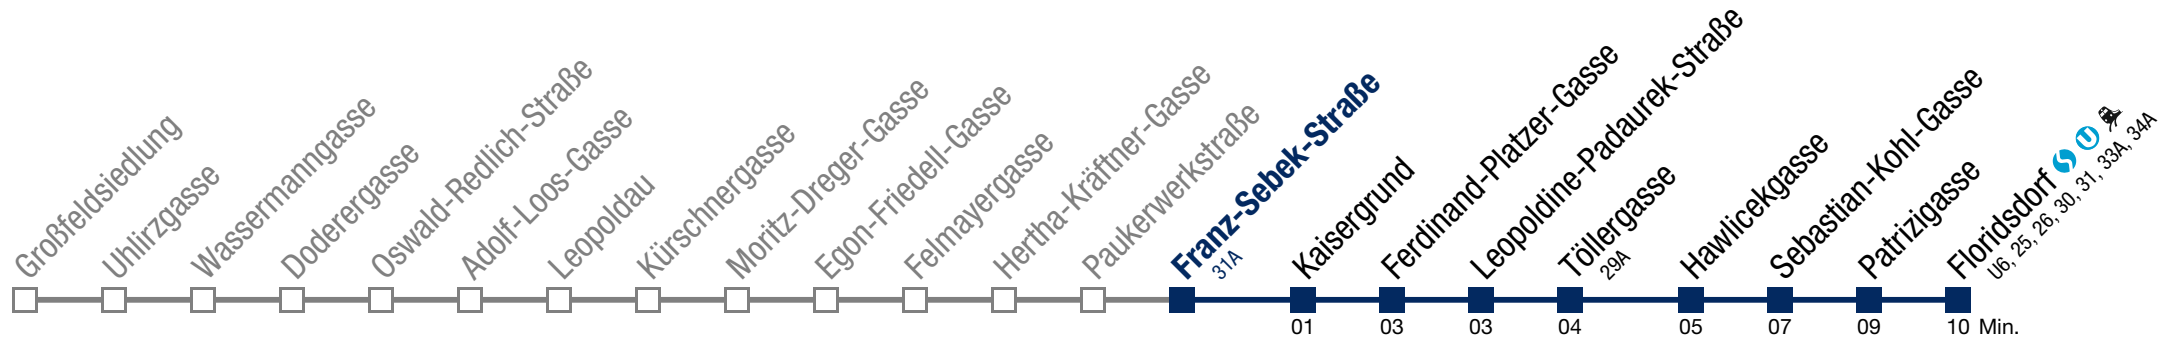 Großfeldsiedlung
Uhlirzgasse
Wassermanngasse
Doderergasse
Oswald-Redlich-Straße
Adolf-Loos-Gasse
Leopoldau
Kürschnergasse
Moritz-Dreger-Gasse
Egon-Friedell-Gasse
Felmayergasse
Hertha-Kräftner-Gasse
Paukerwerkstraße
Franz-Sebek-Straße
31A
Kaisergrund
Ferdinand-Platzer-Gasse
Leopoldine-Padaurek-Straße
Töllergasse
29A
Hawlicekgasse
Sebastian-Kohl-Gasse
Patrizigasse
Floridsdorf S U
U6, 25, 26, 30, 31, 33A, 34A
01 03 03 04 05 07 09 10 Min.